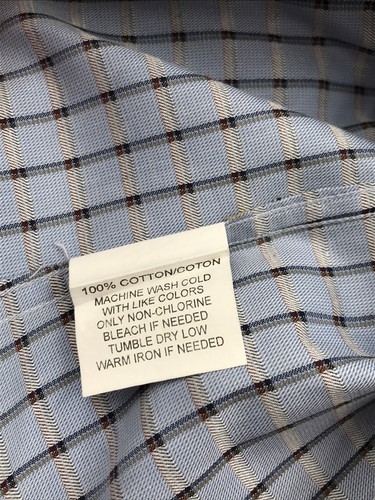 100% COTTON/COTON
MACHINE WASH COLD
WITH LIKE COLORS
ONLY NON-CHLORINE
BLEACH IF NEEDED
TUMBLE DRY LOW
WARM IRON IF NEEDED